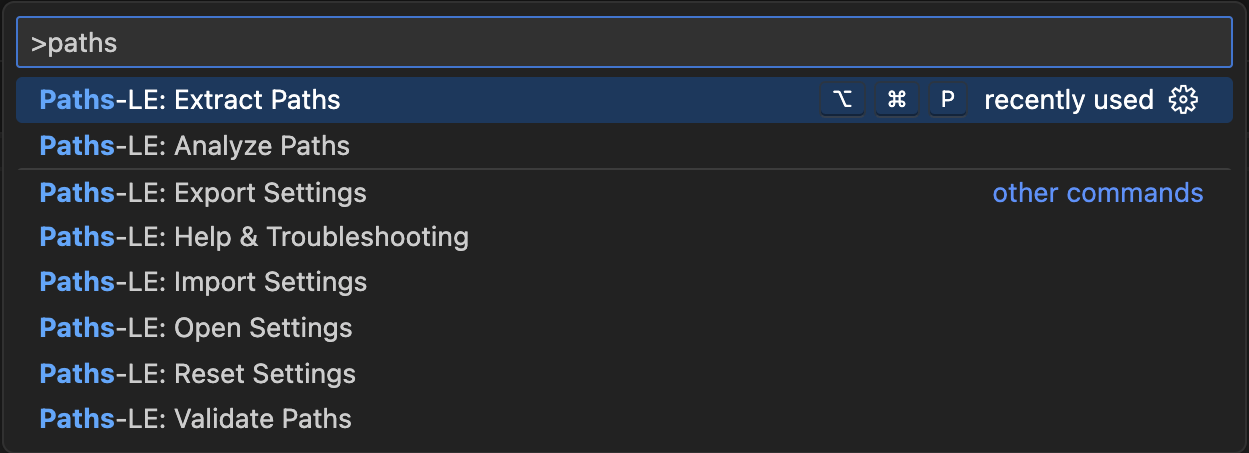 >paths
Paths-LE: Extract Paths ⌥ ⌘ P recently used
Paths-LE: Analyze Paths
Paths-LE: Export Settings other commands
Paths-LE: Help & Troubleshooting
Paths-LE: Import Settings
Paths-LE: Open Settings
Paths-LE: Reset Settings
Paths-LE: Validate Paths